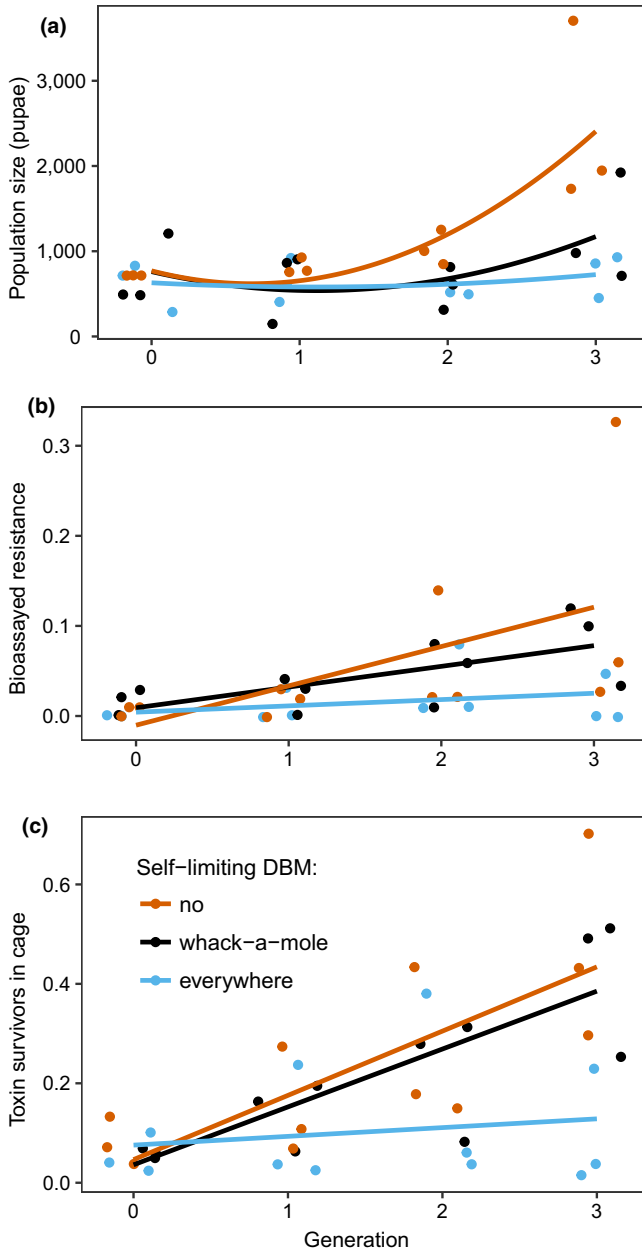 (a)
Population size (pupae)
3,000
2,000
1,000
0
0 1 2 3
(b)
Bioassayed resistance
0.3
0.2
0.1
0.0
0 1 2 3
(c)
Toxin survivors in cage
0.6
0.4
0.2
0.0
Self−limiting DBM:
no
whack−a−mole
everywhere
0 1 2 3
Generation